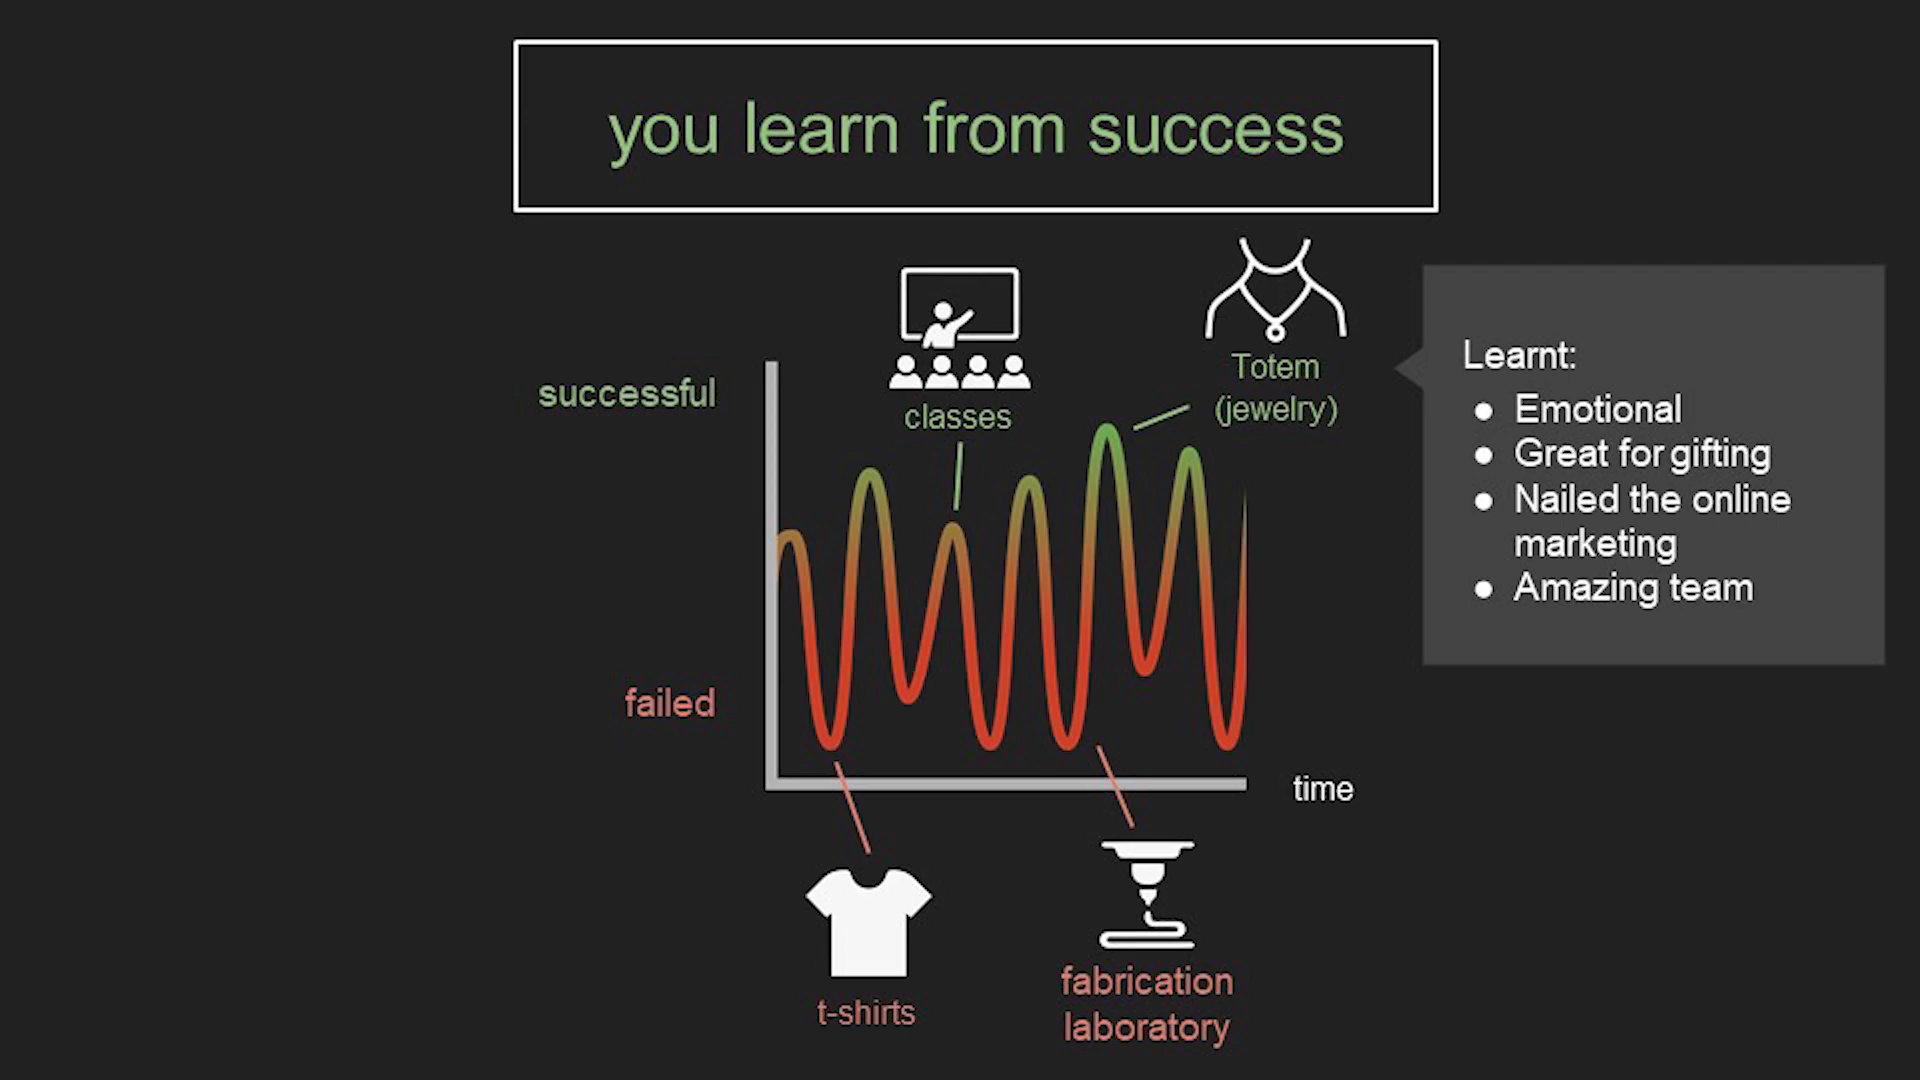 you learn from success
successful
classes
Totem
(jewelry)
Learnt:
● Emotional
● Great for gifting
● Nailed the online
marketing
● Amazing team
failed
time
t-shirts
fabrication
laboratory